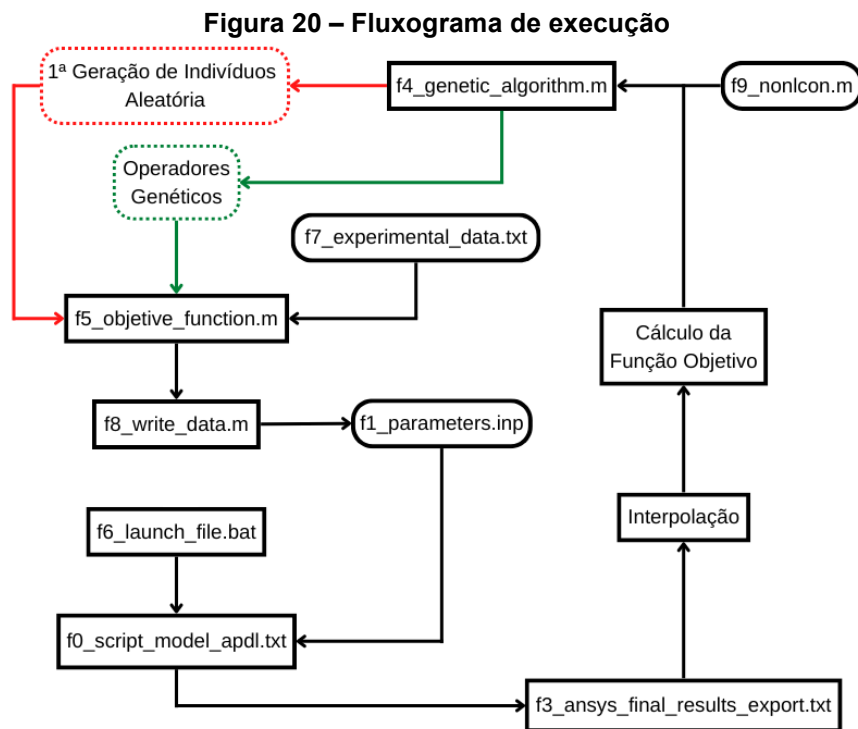 Figura 20 – Fluxograma de execução
1ª Geração de Indivíduos
Aleatória
f4_genetic_algorithm.m
f9_nonlcon.m
Operadores
Genéticos
f7_experimental_data.txt
f5_objetive_function.m
Cálculo da
Função Objetivo
f8_write_data.m
f1_parameters.inp
f6_launch_file.bat
Interpolação
f0_script_model_apdl.txt
f3_ansys_final_results_export.txt